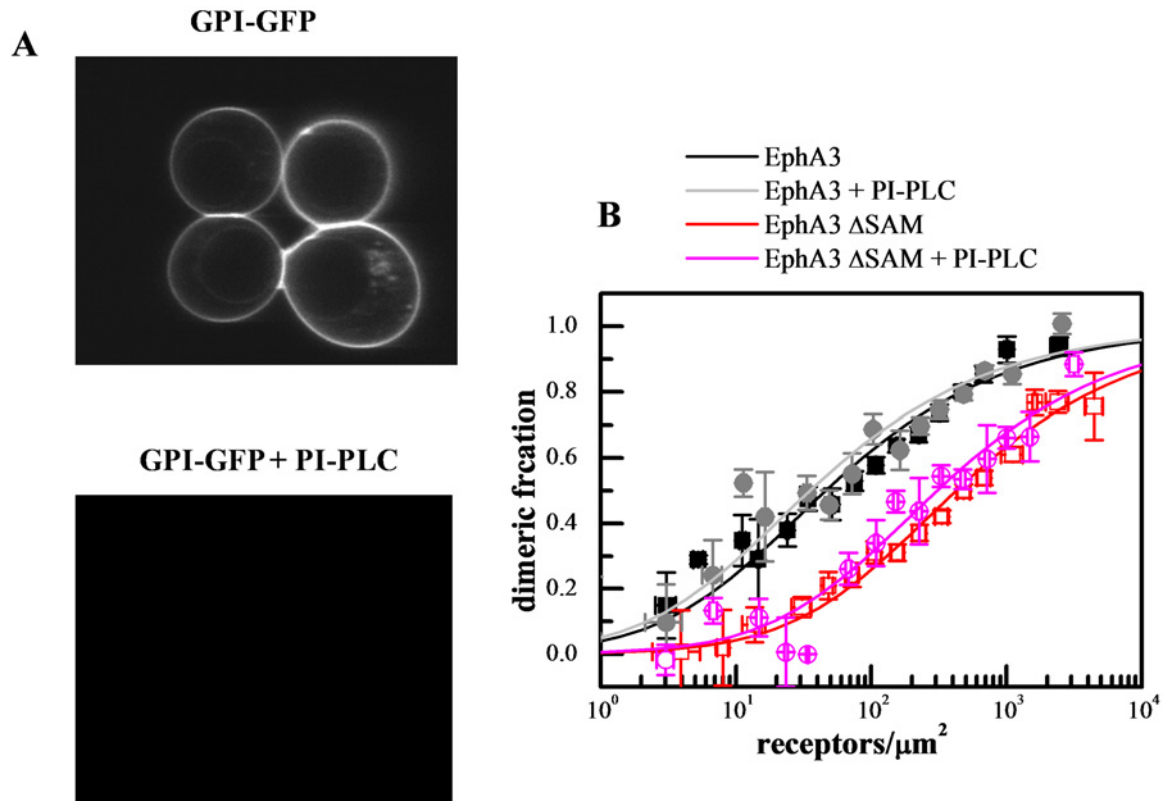 GPI-GFP
A
GPI-GFP + PI-PLC
EphA3
EphA3 + PI-PLC
EphA3 ΔSAM
EphA3 ΔSAM + PI-PLC
B
1.0
0.8
0.6
0.4
0.2
0.0
dimeric frcation
10⁰
10¹
10²
10³
10⁴
receptors/μm²